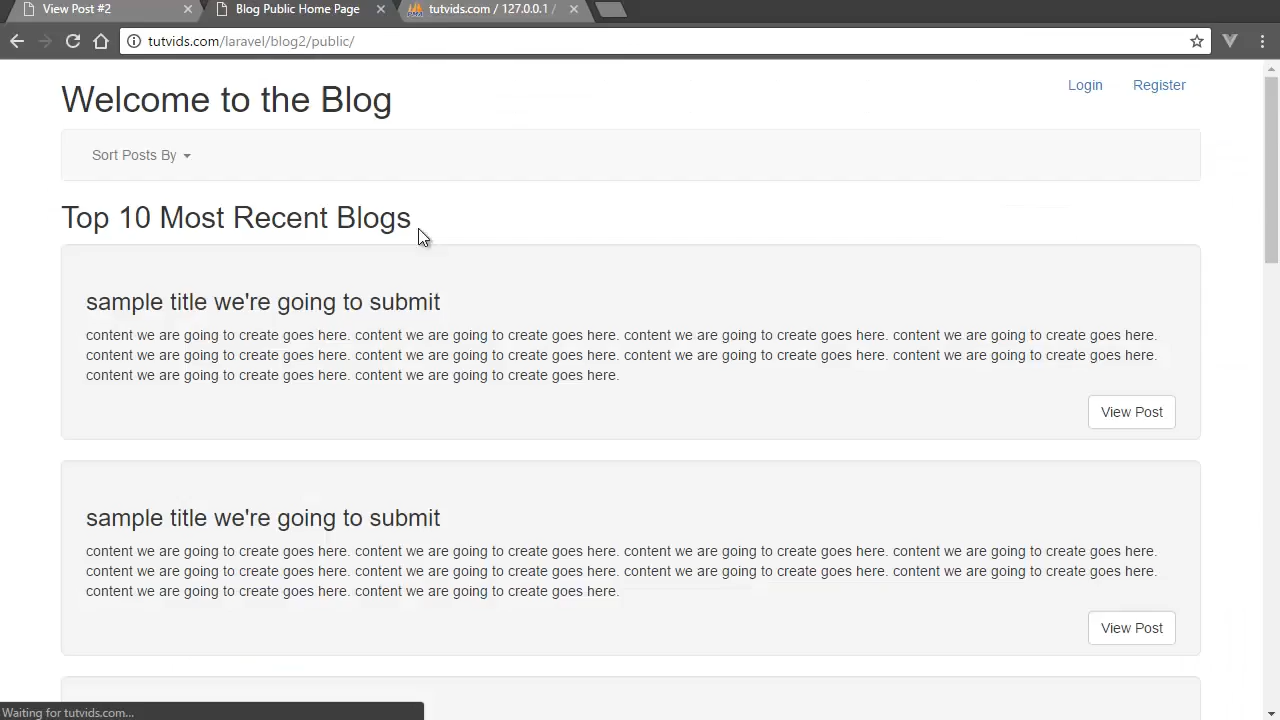 View Post #2
Blog Public Home Page
tutvids.com / 127.0.0.1 /
tutvids.com/laravel/blog2/public/
Login Register
Welcome to the Blog
Sort Posts By
Top 10 Most Recent Blogs
sample title we're going to submit
content we are going to create goes here. content we are going to create goes here. content we are going to create goes here. content we are going to create goes here.
content we are going to create goes here. content we are going to create goes here. content we are going to create goes here. content we are going to create goes here.
content we are going to create goes here. content we are going to create goes here.
View Post
sample title we're going to submit
content we are going to create goes here. content we are going to create goes here. content we are going to create goes here. content we are going to create goes here.
content we are going to create goes here. content we are going to create goes here. content we are going to create goes here. content we are going to create goes here.
content we are going to create goes here. content we are going to create goes here.
View Post
Waiting for tutvids.com...